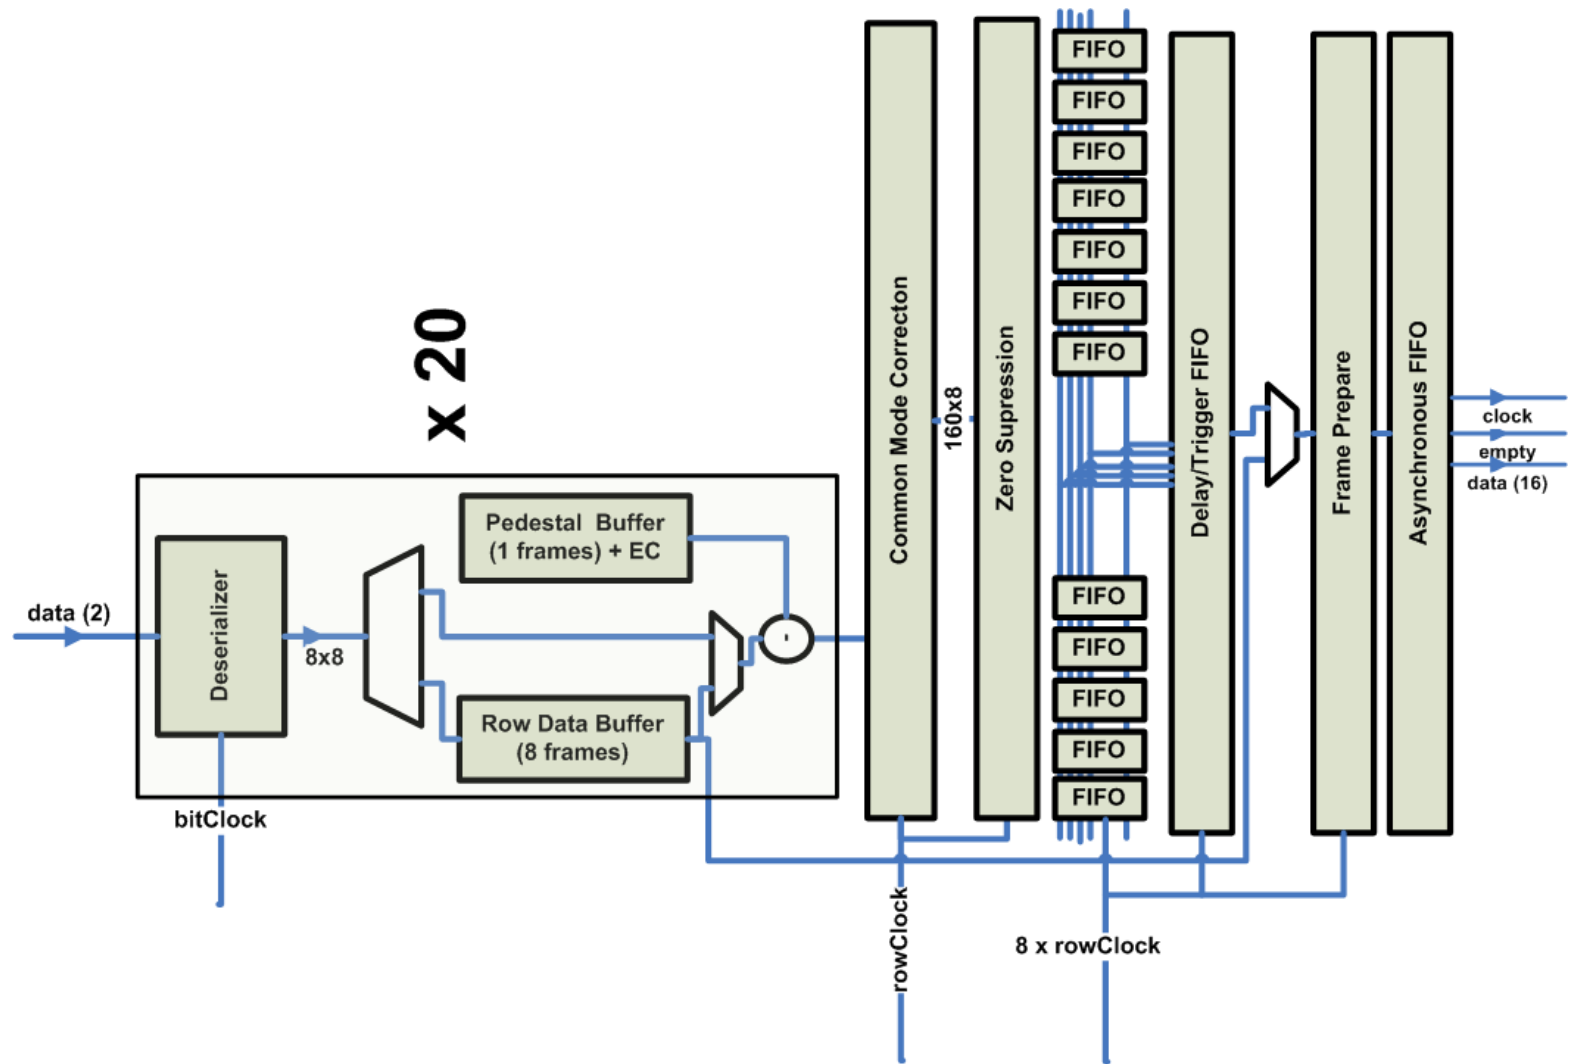 x 20
data (2)
Deserializer
8x8
bitClock
Pedestal Buffer
(1 frames) + EC
Row Data Buffer
(8 frames)
Common Mode Correcton
160x8
Zero Supression
FIFO
FIFO
FIFO
FIFO
FIFO
FIFO
FIFO
FIFO
FIFO
FIFO
FIFO
FIFO
Delay/Trigger FIFO
Frame Prepare
Asynchronous FIFO
clock
empty
data (16)
rowClock
8 x rowClock